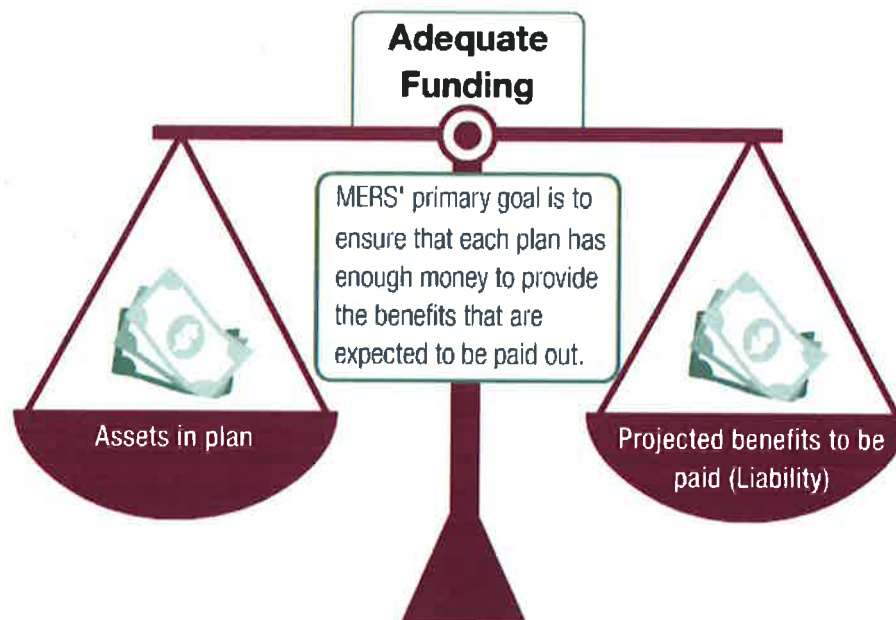 Adequate
Funding
MERS' primary goal is to
ensure that each plan has
enough money to provide
the benefits that are
expected to be paid out.
Assets in plan
Projected benefits to be
paid (Liability)